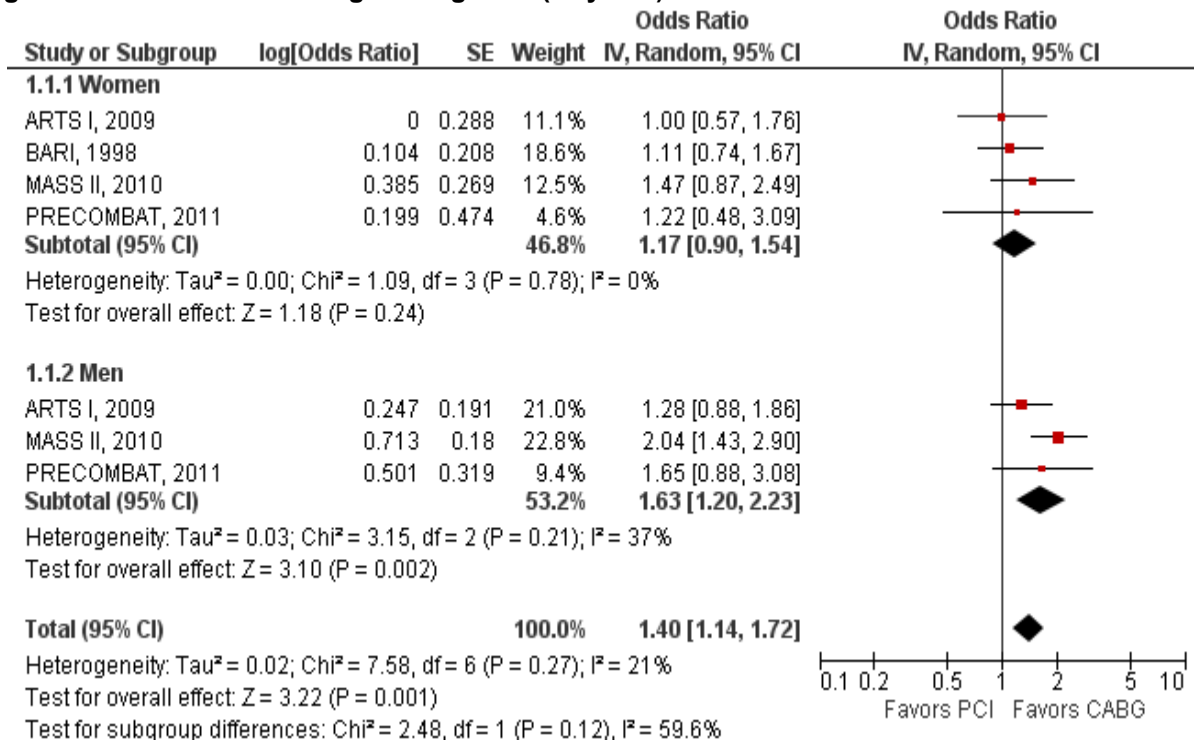 Odds Ratio Odds Ratio
Study or Subgroup log[Odds Ratio] SE Weight IV, Random, 95% CI IV, Random, 95% CI
1.1.1 Women
ARTS I, 2009 0 0.288 11.1% 1.00 [0.57, 1.76]
BARI, 1998 0.104 0.208 18.6% 1.11 [0.74, 1.67]
MASS II, 2010 0.385 0.269 12.5% 1.47 [0.87, 2.49]
PRECOMBAT, 2011 0.199 0.474 4.6% 1.22 [0.48, 3.09]
Subtotal (95% CI) 46.8% 1.17 [0.90, 1.54]
Heterogeneity: Tau² = 0.00; Chi² = 1.09, df = 3 (P = 0.78); I² = 0%
Test for overall effect: Z = 1.18 (P = 0.24)
1.1.2 Men
ARTS I, 2009 0.247 0.191 21.0% 1.28 [0.88, 1.86]
MASS II, 2010 0.713 0.18 22.8% 2.04 [1.43, 2.90]
PRECOMBAT, 2011 0.501 0.319 9.4% 1.65 [0.88, 3.08]
Subtotal (95% CI) 53.2% 1.63 [1.20, 2.23]
Heterogeneity: Tau² = 0.03; Chi² = 3.15, df = 2 (P = 0.21); I² = 37%
Test for overall effect: Z = 3.10 (P = 0.002)
Total (95% CI) 100.0% 1.40 [1.14, 1.72]
Heterogeneity: Tau² = 0.02; Chi² = 7.58, df = 6 (P = 0.27); I² = 21%
Test for overall effect: Z = 3.22 (P = 0.001)
Test for subgroup differences: Chi² = 2.48, df = 1 (P = 0.12), I² = 59.6%
0.1 0.2 0.5 1 2 5 10
Favors PCI Favors CABG